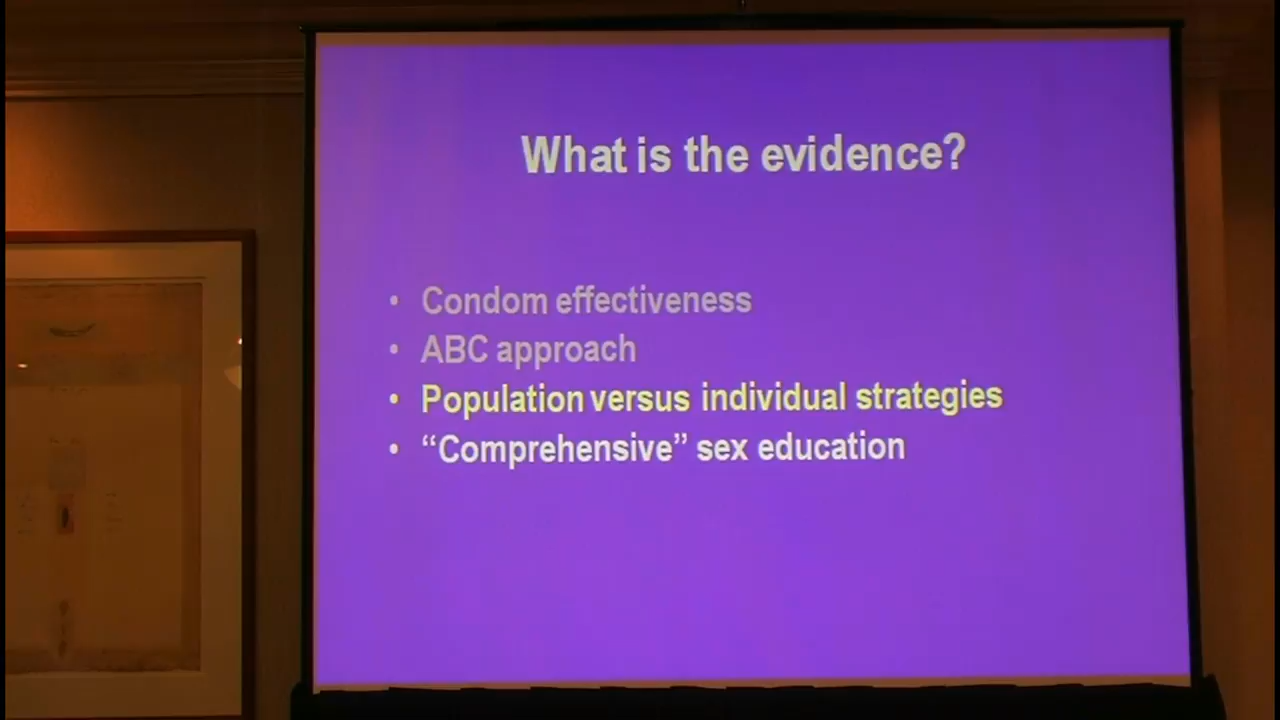 What is the evidence?
• Condom effectiveness
• ABC approach
• Population versus individual strategies
• “Comprehensive” sex education